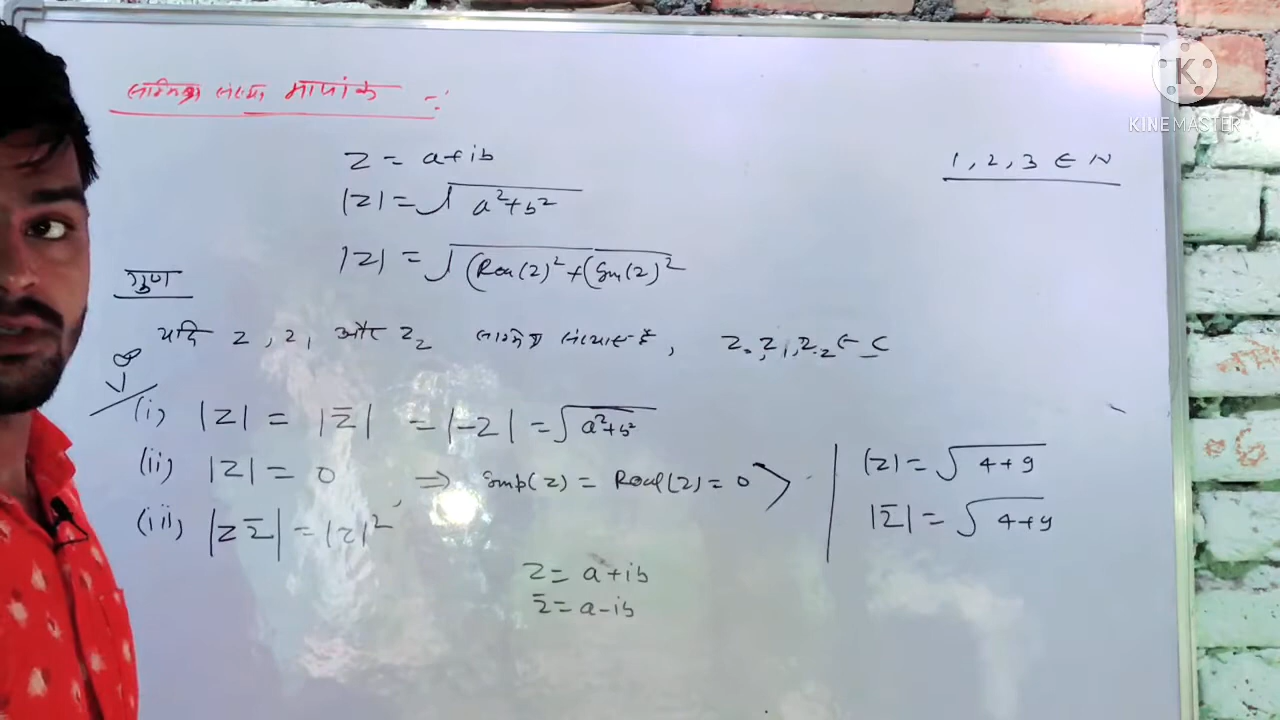 सम्मिश्र संख्या मापांक :-
z = a+ib
1, 2, 3 ∈ N
|z| = √a²+b²
|z| = √(Rea(z)²+(Im(z)²
गुण
यदि z, z₁ और z₂ सम्मिश्र संख्याएं हैं, z, z₁, z₂ ∈ C
(i) |z| = |z̄| = |-z| = √a²+b²
(ii) |z| = 0 ⇒ Imp(z) = Real(z) = 0
(iii) |z z̄| = |z|²
|z| = √4+9
|z̄| = √4+9
z = a+ib
z̄ = a-ib
K
KINEMASTER